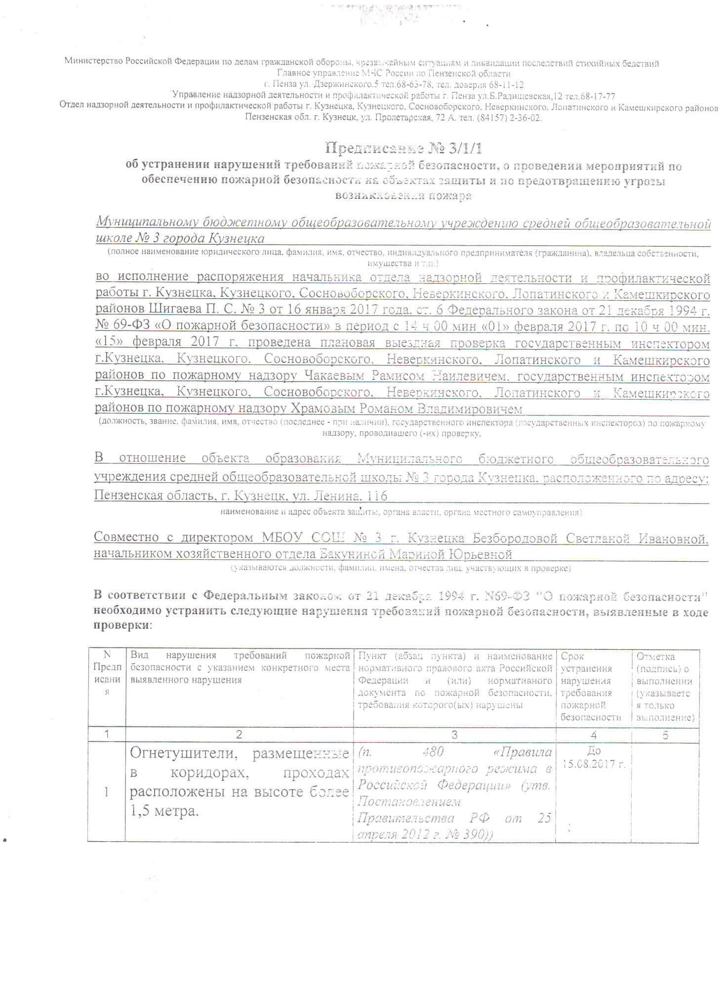 Министерство Российской Федерации по делам гражданской обороны, чрезвычайным ситуациям и ликвидации последствий стихийных бедствий
Главное управление МЧС России по Пензенской области
г. Пенза ул. Дзержинского.5 тел.68-63-78, тел. доверия 68-11-12
Управление надзорной деятельности и профилактической работы г. Пенза ул.Б.Радищевская,12 тел.68-17-77
Отдел надзорной деятельности и профилактической работы г. Кузнецка, Кузнецкого, Сосновоборского, Неверкинского, Лопатинского и Камешкирского районов
Пензенская обл. г. Кузнецк, ул. Пролетарская, 72 А. тел. (84157) 2-36-02.
Предписание № 3/1/1
об устранении нарушений требований пожарной безопасности, о проведении мероприятий по
обеспечению пожарной безопасности на объектах защиты и по предотвращению угрозы
возникновения пожара
Муниципальному бюджетному общеобразовательному учреждению средней общеобразовательной
школе № 3 города Кузнецка
(полное наименование юридического лица, фамилия, имя, отчество, индивидуального предпринимателя (гражданина), владельца собственности,
имущества и т.п.)
во исполнение распоряжения начальника отдела надзорной деятельности и профилактической
работы г. Кузнецка, Кузнецкого, Сосновоборского, Неверкинского, Лопатинского и Камешкирского
районов Шигаева П. С. № 3 от 16 января 2017 года, ст. 6 Федерального закона от 21 декабря 1994 г.
№ 69-ФЗ «О пожарной безопасности» в период с 14 ч 00 мин «01» февраля 2017 г. по 10 ч 00 мин.
«15» февраля 2017 г. проведена плановая выездная проверка государственным инспектором
г.Кузнецка, Кузнецкого, Сосновоборского, Неверкинского, Лопатинского и Камешкирского
районов по пожарному надзору Чакаевым Рамисом Наилевичем, государственным инспектором
г.Кузнецка, Кузнецкого, Сосновоборского, Неверкинского, Лопатинского и Камешкирского
районов по пожарному надзору Храмовым Романом Владимировичем
(должность, звание, фамилия, имя, отчество (последнее - при наличии), государственного инспектора (государственных инспекторов) по пожарному
надзору, проводившего (-их) проверку,
В отношение объекта образования Муниципального бюджетного общеобразовательного
учреждения средней общеобразовательной школы № 3 города Кузнецка, расположенного по адресу:
Пензенская область, г. Кузнецк, ул. Ленина, 116
наименование и адрес объекта защиты, органа власти, органа местного самоуправления)
Совместно с директором МБОУ СОШ № 3 г. Кузнецка Безбородовой Светланой Ивановной,
начальником хозяйственного отдела Бакуниной Мариной Юрьевной
(указываются должности, фамилии, имена, отчества лиц, участвующих в проверке)
В соответствии с Федеральным законом от 21 декабря 1994 г. N69-ФЗ "О пожарной безопасности"
необходимо устранить следующие нарушения требований пожарной безопасности, выявленные в ходе
проверки:
N
Предп
исани
я
Вид нарушения требований пожарной
безопасности с указанием конкретного места
выявленного нарушения
Пункт (абзац пункта) и наименование
нормативного правового акта Российской
Федерации и (или) нормативного
документа по пожарной безопасности,
требования которого(ых) нарушены
Срок
устранения
нарушения
требования
пожарной
безопасности
Отметка
(подпись) о
выполнении
(указываетс
я только
выполнение)
1 2 3 4 5
1
Огнетушители, размещенные
в коридорах, проходах
расположены на высоте более
1,5 метра.
(п. 480 «Правила
противопожарного режима в
Российской Федерации» (утв.
Постановлением
Правительства РФ от 25
апреля 2012 г. № 390))
До
15.08.2017 г.